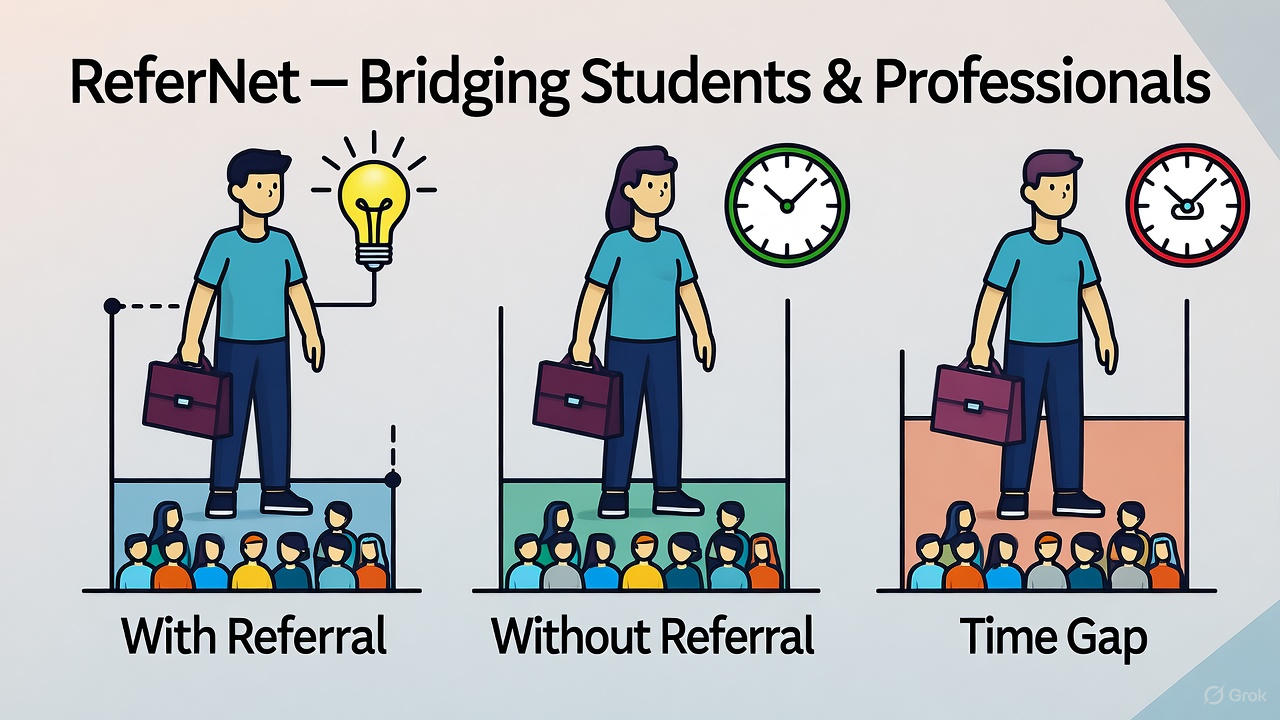 ReferNet – Bridging Students & Professionals
With Referral
Without Referral
Time Gap
Grok